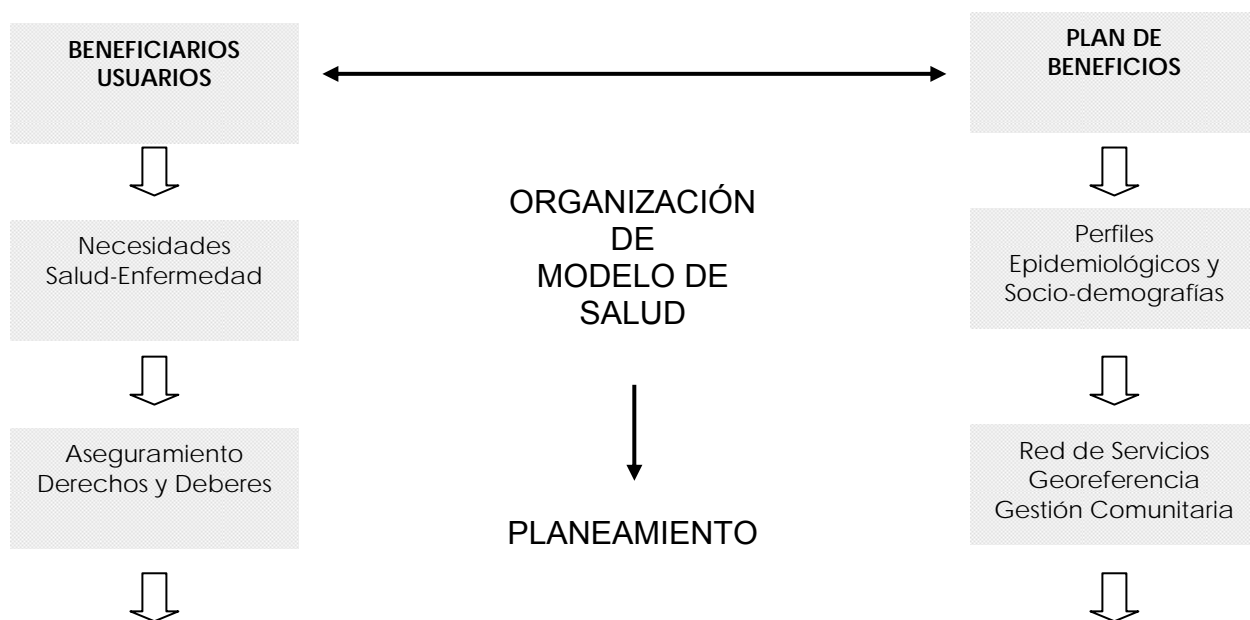 BENEFICIARIOS
USUARIOS
PLAN DE
BENEFICIOS
ORGANIZACIÓN
DE
MODELO DE
SALUD
Necesidades
Salud-Enfermedad
Perfiles
Epidemiológicos y
Socio-demografías
Aseguramiento
Derechos y Deberes
Red de Servicios
Georeferencia
Gestión Comunitaria
PLANEAMIENTO